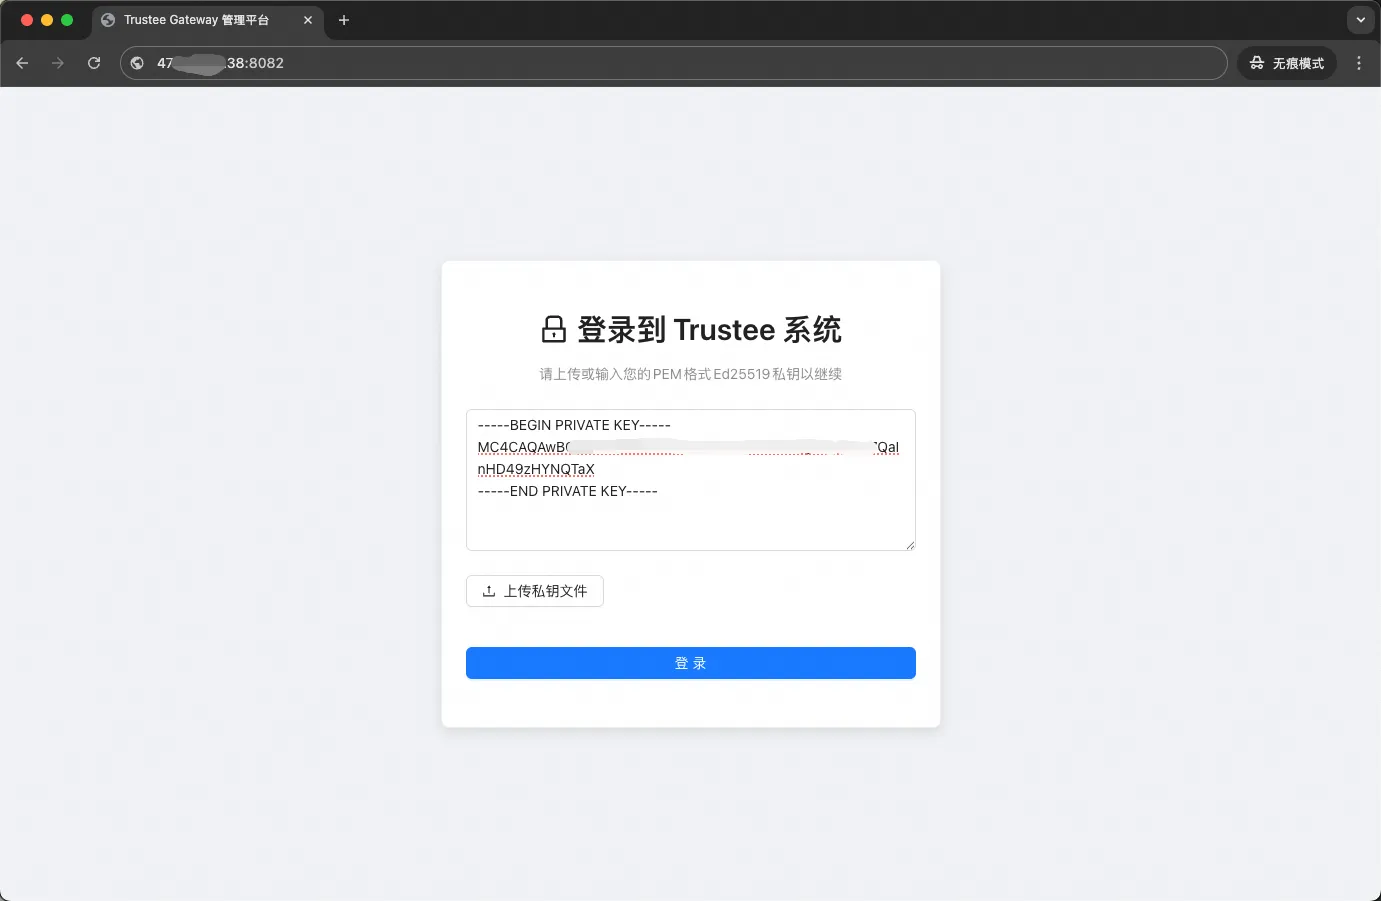 Trustee Gateway 管理平台
47 38:8082
无痕模式
登录到 Trustee 系统
请上传或输入您的 PEM 格式 Ed25519 私钥以继续
-----BEGIN PRIVATE KEY-----
MC4CAQAwB Qal
nHD49zHYNQTaX
-----END PRIVATE KEY-----
上传私钥文件
登 录